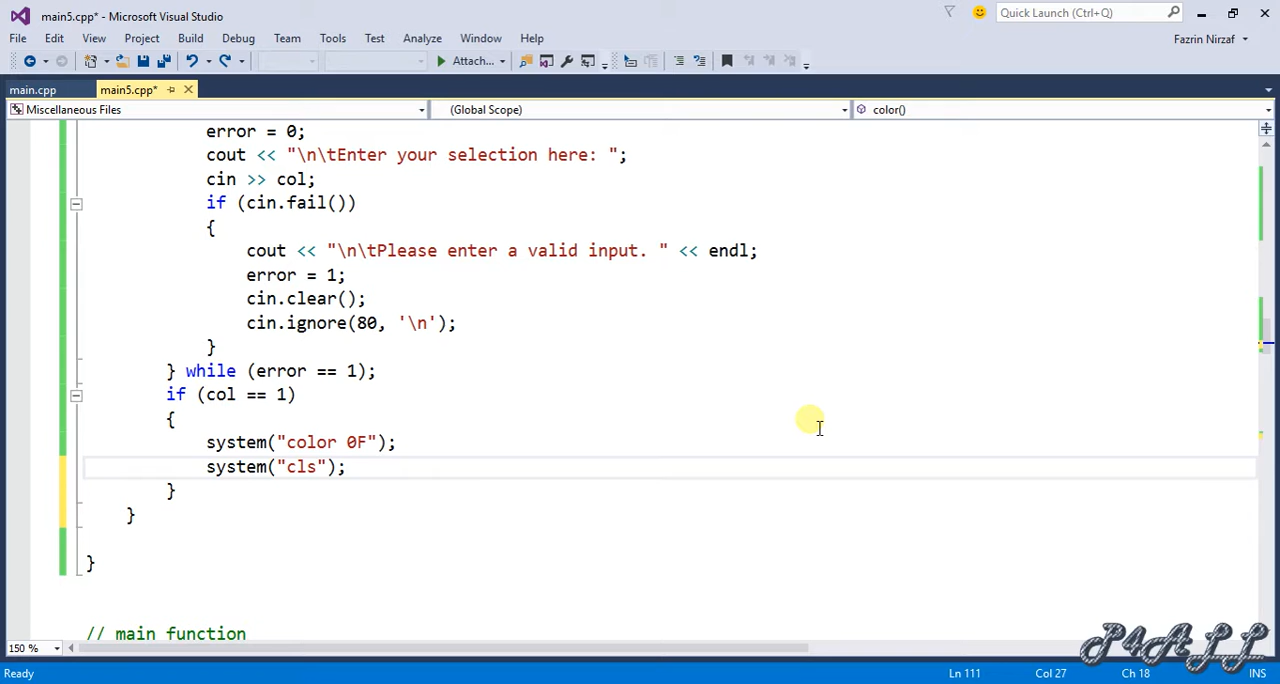 main5.cpp* - Microsoft Visual Studio
Quick Launch (Ctrl+Q)
File Edit View Project Build Debug Team Tools Test Analyze Window Help
Fazrin Nirzaf
Attach...
main.cpp main5.cpp*
Miscellaneous Files (Global Scope) color()
error = 0;
cout << "\n\tEnter your selection here: ";
cin >> col;
if (cin.fail())
{
cout << "\n\tPlease enter a valid input. " << endl;
error = 1;
cin.clear();
cin.ignore(80, '\n');
}
} while (error == 1);
if (col == 1)
{
system("color 0F");
system("cls");
}
}
}
// main function
150 %
P4ALL
Ready Ln 111 Col 27 Ch 18 INS